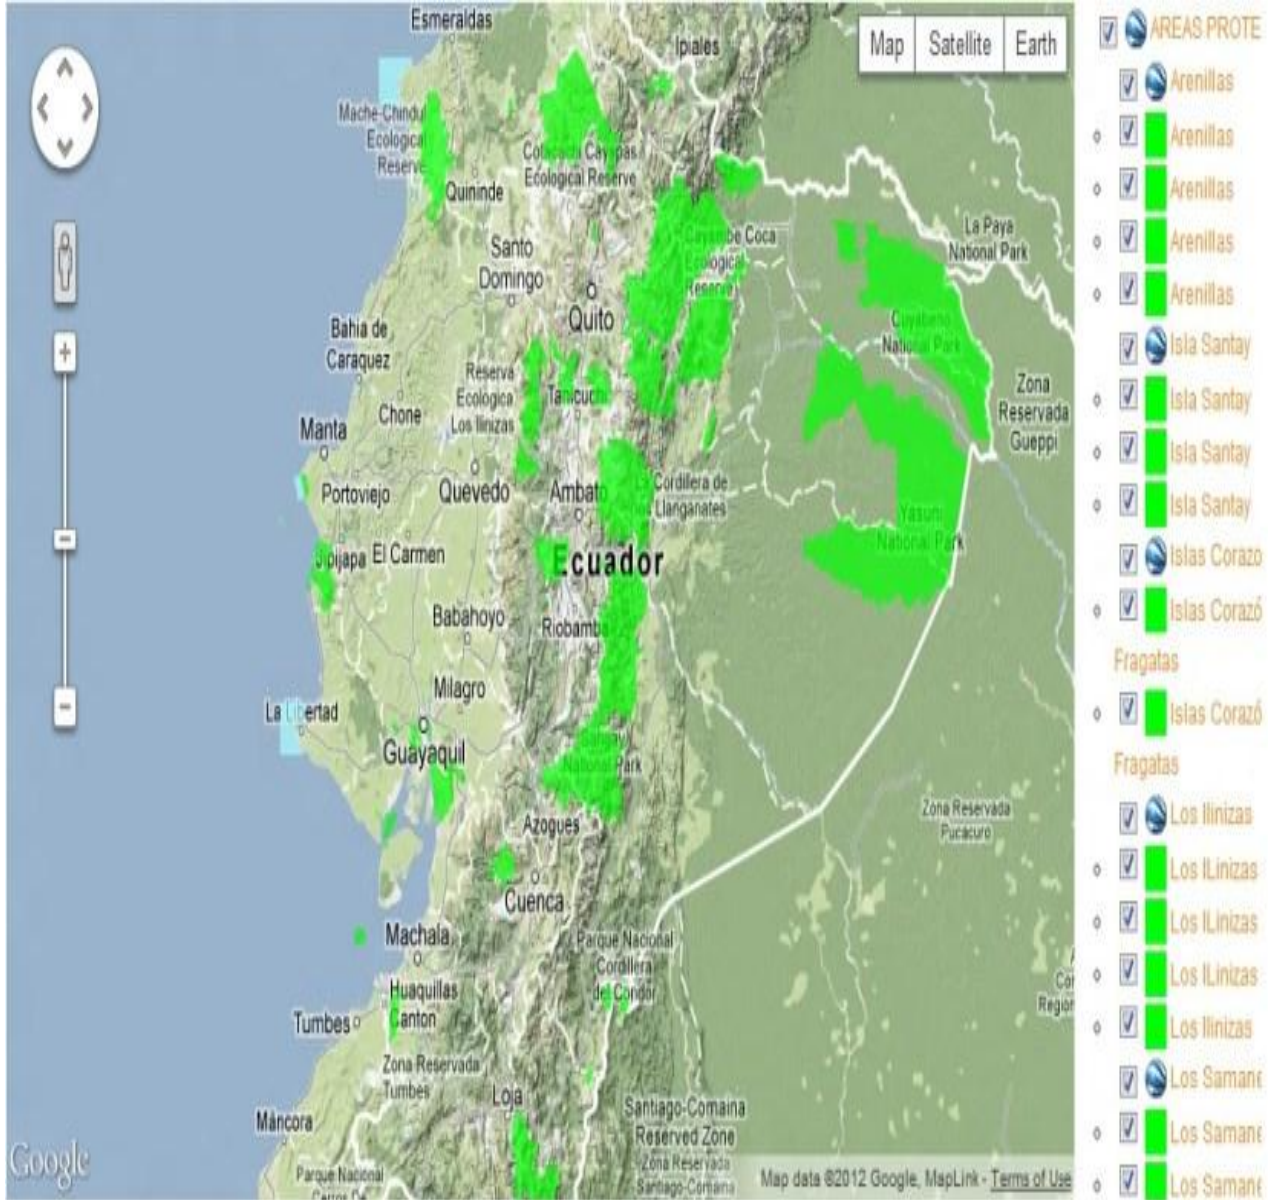 Esmeraldas
Ipiales
Map
Satellite
Earth
Mache-Chindul
Ecological
Reserve
Cotacachi Cayapas
Ecological Reserve
Quininde
Cayambe Coca
Ecological
Reserve
La Paya
National Park
Santo
Domingo
Quito
Bahia de
Caraquez
Cuyabeno
National Park
Reserva
Ecologica
Los Ilinizas
Tanicuchi
Zona
Reservada
Gueppi
Chone
Manta
Portoviejo
Quevedo
Ambato
La Cordillera de
los Llanganates
Yasuni
National Park
Jipijapa
El Carmen
Ecuador
Babahoyo
Riobamba
Milagro
La Libertad
Guayaquil
Sangay
National Park
Azogues
Zona Reservada
Pucacuro
Cuenca
Machala
Parque Nacional
Cordillera
del Condor
Huaquillas
Canton
Tumbes
Zona Reservada
Tumbes
Loja
Máncora
Santiago-Comaina
Reserved Zone
Zona Reservada
Santiago-Comaina
Parque Nacional
Cerros De
Google
Map data ©2012 Google, MapLink - Terms of Use
AREAS PROTE
Arenillas
Arenillas
Arenillas
Arenillas
Arenillas
Isla Santay
Isla Santay
Isla Santay
Isla Santay
Islas Corazo
Islas Corazó
Fragatas
Islas Corazó
Fragatas
Los Ilinizas
Los ILinizas
Los ILinizas
Los ILinizas
Los Ilinizas
Los Samane
Los Samane
Los Samane